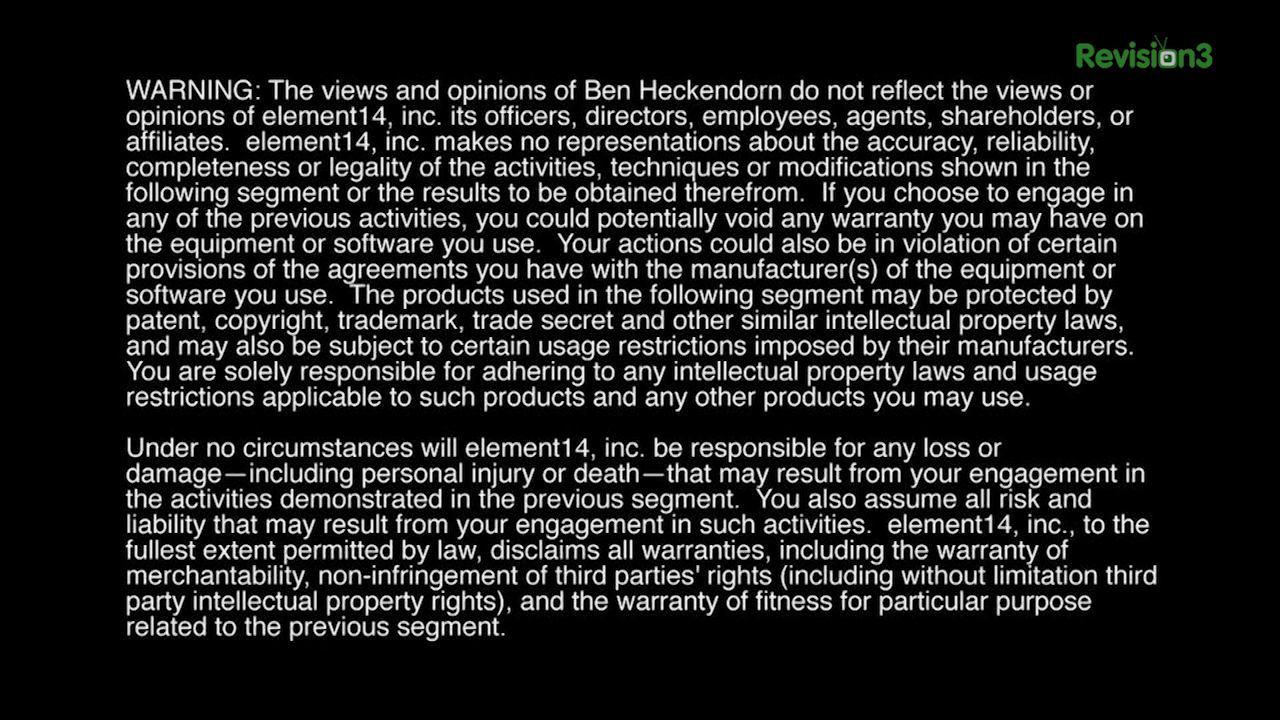 Revision3
WARNING: The views and opinions of Ben Heckendorn do not reflect the views or
opinions of element14, inc. its officers, directors, employees, agents, shareholders, or
affiliates.  element14, inc. makes no representations about the accuracy, reliability,
completeness or legality of the activities, techniques or modifications shown in the
following segment or the results to be obtained therefrom.  If you choose to engage in
any of the previous activities, you could potentially void any warranty you may have on
the equipment or software you use.  Your actions could also be in violation of certain
provisions of the agreements you have with the manufacturer(s) of the equipment or
software you use.  The products used in the following segment may be protected by
patent, copyright, trademark, trade secret and other similar intellectual property laws,
and may also be subject to certain usage restrictions imposed by their manufacturers.
You are solely responsible for adhering to any intellectual property laws and usage
restrictions applicable to such products and any other products you may use.
Under no circumstances will element14, inc. be responsible for any loss or
damage—including personal injury or death—that may result from your engagement in
the activities demonstrated in the previous segment.  You also assume all risk and
liability that may result from your engagement in such activities.  element14, inc., to the
fullest extent permitted by law, disclaims all warranties, including the warranty of
merchantability, non-infringement of third parties' rights (including without limitation third
party intellectual property rights), and the warranty of fitness for particular purpose
related to the previous segment.